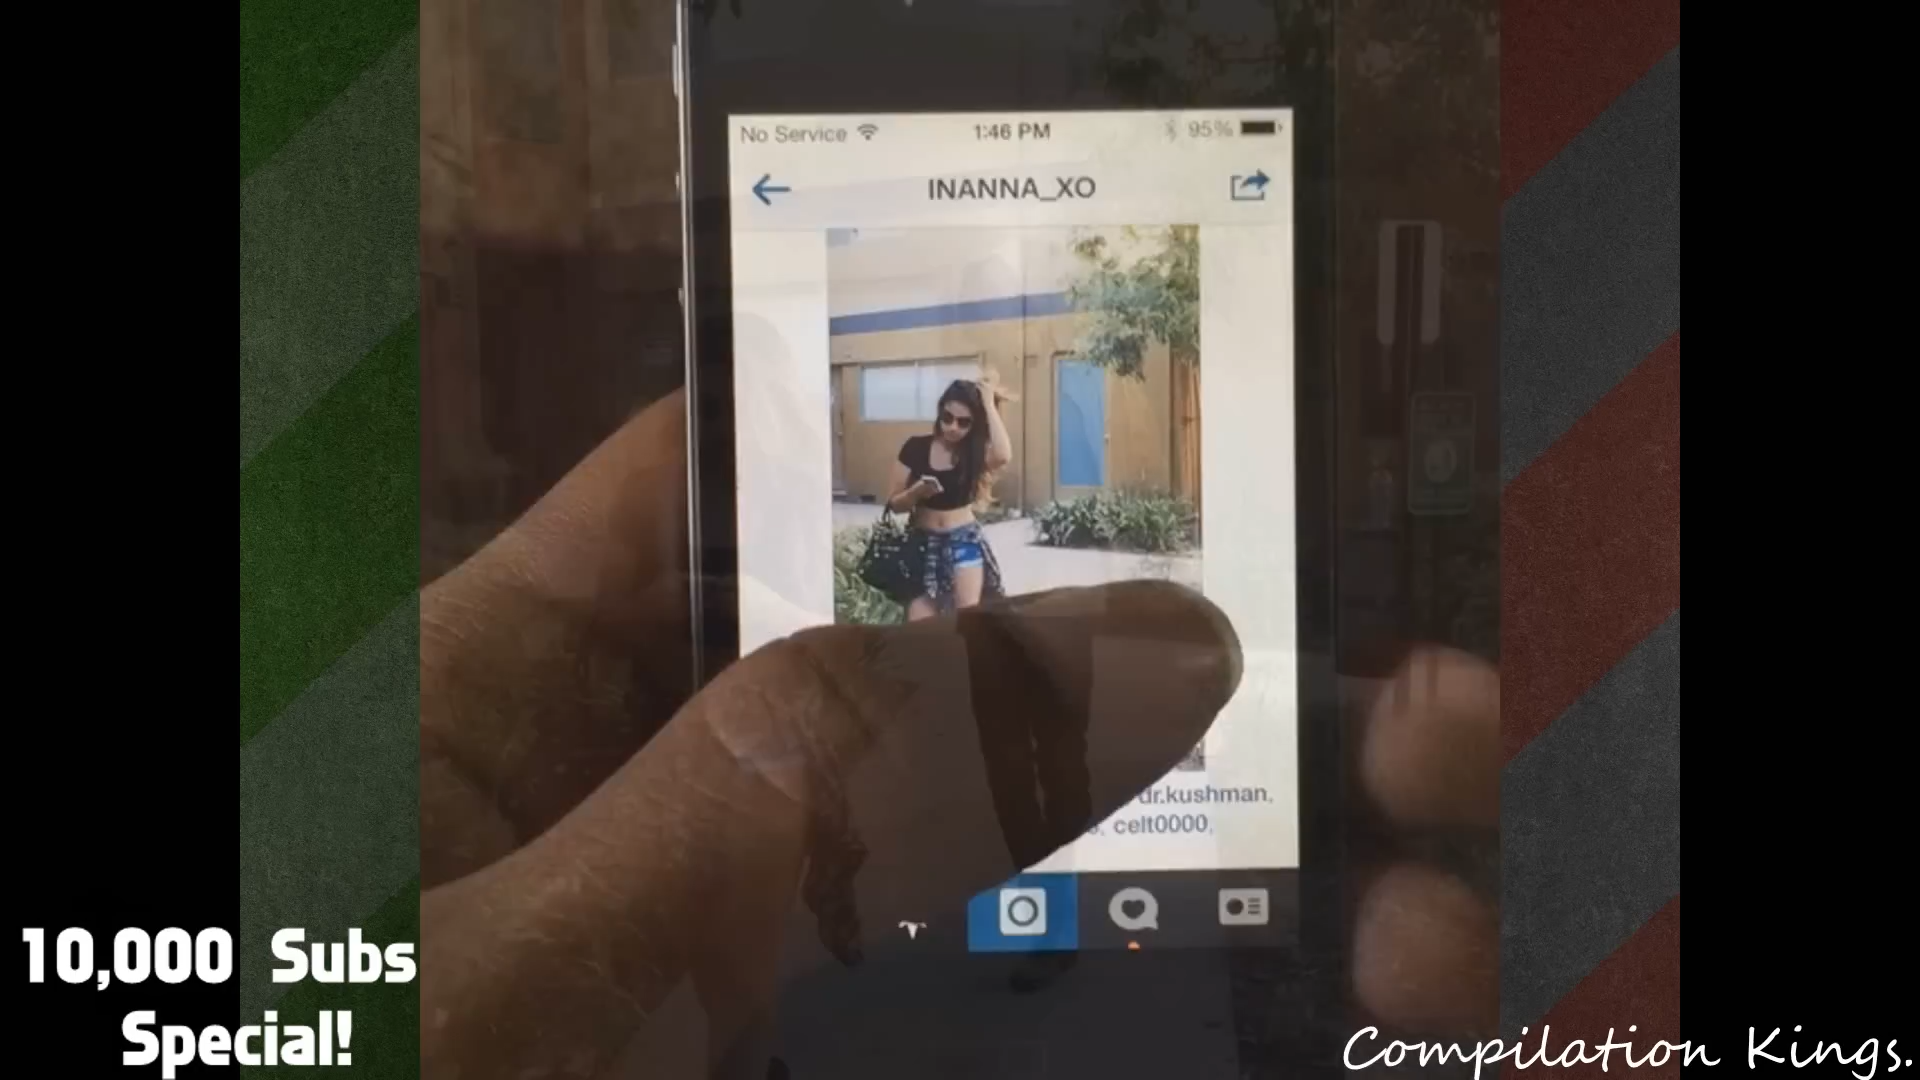 No Service 1:46 PM 95%
INANNA_XO
dr.kushman,
celt0000,
10,000 Subs
Special!
Compilation Kings.